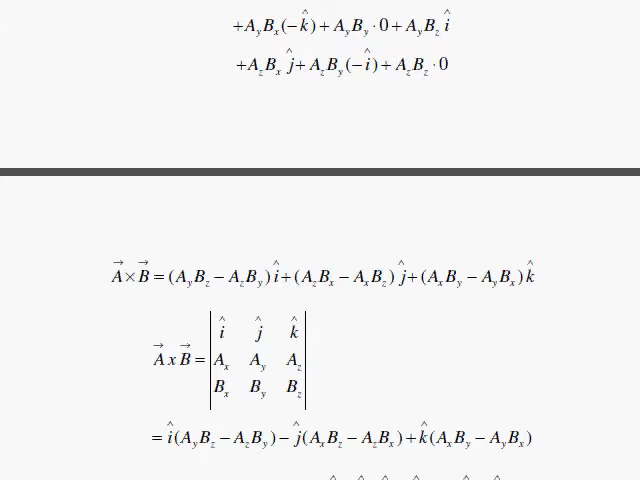 +A_yB_x(−k̂)+A_yB_y·0+A_yB_z î
+A_zB_x ĵ+A_zB_y(−î)+A_zB_z·0
A⃗×B⃗=(A_yB_z−A_zB_y)î+(A_zB_x−A_xB_z)ĵ+(A_xB_y−A_yB_x)k̂
î ĵ k̂
A⃗ x B⃗ = A_x A_y A_z
B_x B_y B_z
=î(A_yB_z−A_zB_y)−ĵ(A_xB_z−A_zB_x)+k̂(A_xB_y−A_yB_x)